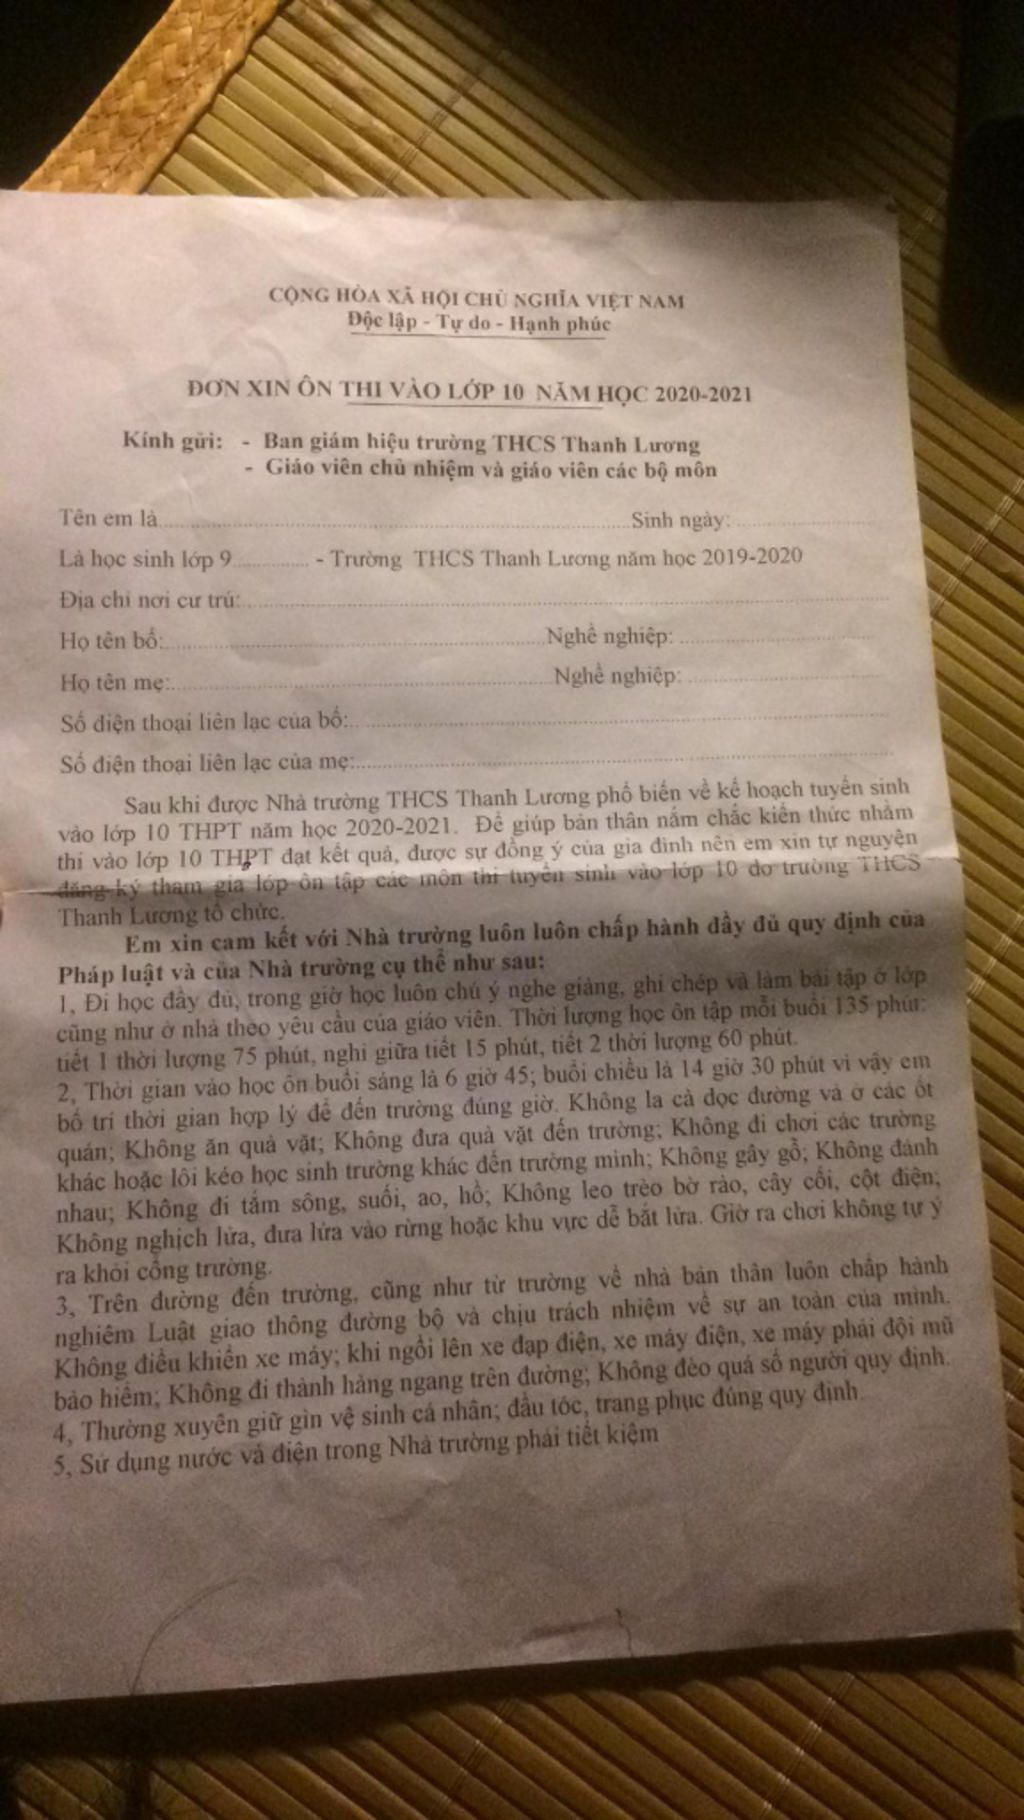 CỘNG HÒA XÃ HỘI CHỦ NGHĨA VIỆT NAM
Độc lập - Tự do - Hạnh phúc
ĐƠN XIN ÔN THI VÀO LỚP 10 NĂM HỌC 2020-2021
Kính gửi: - Ban giám hiệu trường THCS Thanh Lương
- Giáo viên chủ nhiệm và giáo viên các bộ môn
Tên em là.......................................................Sinh ngày:.....................
Là học sinh lớp 9............ - Trường THCS Thanh Lương năm học 2019-2020
Địa chỉ nơi cư trú:..........................................................................
Họ tên bố:.............................................Nghề nghiệp:.........................
Họ tên mẹ:.............................................Nghề nghiệp:.........................
Số điện thoại liên lạc của bố:..............................................................
Số điện thoại liên lạc của mẹ:..............................................................
Sau khi được Nhà trường THCS Thanh Lương phổ biến về kế hoạch tuyển sinh
vào lớp 10 THPT năm học 2020-2021. Để giúp bản thân nắm chắc kiến thức nhằm
thi vào lớp 10 THPT đạt kết quả, được sự đồng ý của gia đình nên em xin tự nguyện
đăng ký tham gia lớp ôn tập các môn thi tuyển sinh vào lớp 10 do trường THCS
Thanh Lương tổ chức.
Em xin cam kết với Nhà trường luôn luôn chấp hành đầy đủ quy định của
Pháp luật và của Nhà trường cụ thể như sau:
1, Đi học đầy đủ, trong giờ học luôn chú ý nghe giảng, ghi chép và làm bài tập ở lớp
cũng như ở nhà theo yêu cầu của giáo viên. Thời lượng học ôn tập mỗi buổi 135 phút:
tiết 1 thời lượng 75 phút, nghỉ giữa tiết 15 phút, tiết 2 thời lượng 60 phút.
2, Thời gian vào học ôn buổi sáng là 6 giờ 45; buổi chiều là 14 giờ 30 phút vì vậy em
bố trí thời gian hợp lý để đến trường đúng giờ. Không la cà dọc đường và ở các ốt
quán; Không ăn quà vặt; Không đưa quà vặt đến trường; Không đi chơi các trường
khác hoặc lôi kéo học sinh trường khác đến trường mình; Không gây gỗ; Không đánh
nhau; Không đi tắm sông, suối, ao, hồ; Không leo trèo bờ rào, cây cối, cột điện;
Không nghịch lửa, đưa lửa vào rừng hoặc khu vực dễ bắt lửa. Giờ ra chơi không tự ý
ra khỏi cổng trường.
3, Trên đường đến trường, cũng như từ trường về nhà bản thân luôn chấp hành
nghiêm Luật giao thông đường bộ và chịu trách nhiệm về sự an toàn của mình.
Không điều khiển xe máy; khi ngồi lên xe đạp điện, xe máy điện, xe máy phải đội mũ
bảo hiểm; Không đi thành hàng ngang trên đường; Không đèo quá số người quy định.
4, Thường xuyên giữ gìn vệ sinh cá nhân; đầu tóc, trang phục đúng quy định.
5, Sử dụng nước và điện trong Nhà trường phải tiết kiệm